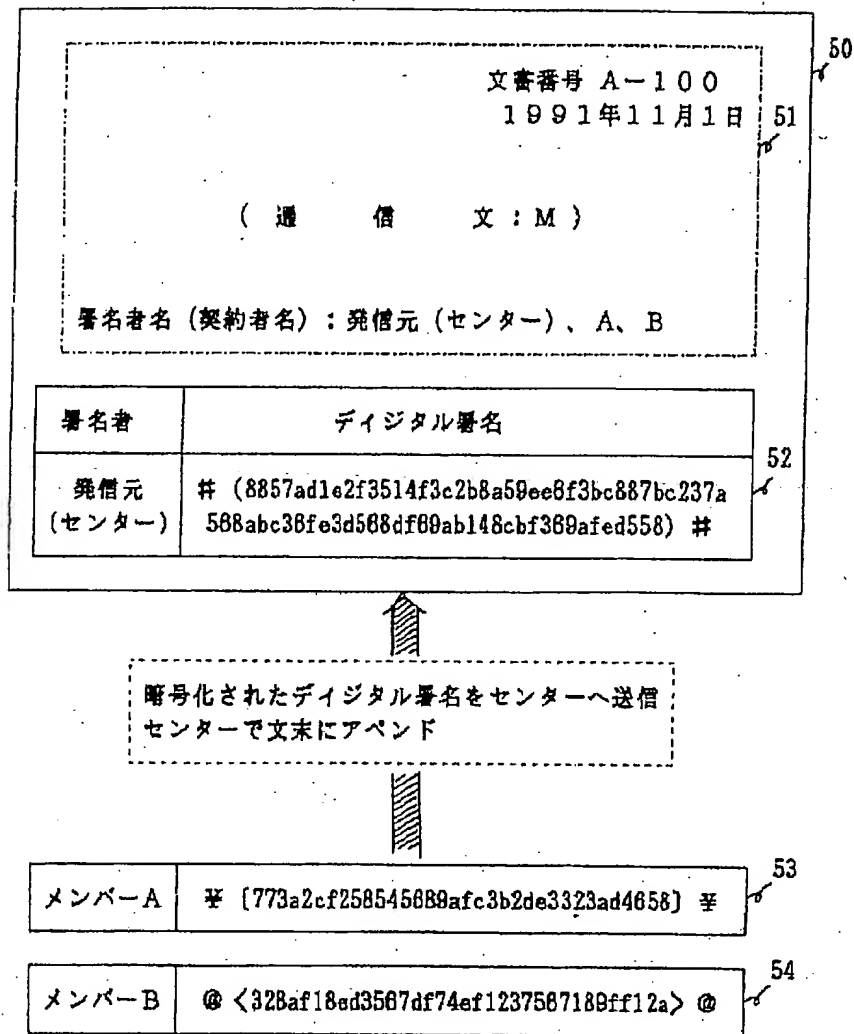 50
文書番号 A－100
1991年11月1日
51
( 通 信 文：M )
署名者名 (契約者名)：発信元 (センター)、A、B
署名者 ディジタル署名
52
発信元 # (8857ad1e2f3514f3c2b8a59ee6f3bc887bc237a
(センター) 568abc36fe3d568df69ab148cbf369afed558) #
暗号化されたディジタル署名をセンターへ送信
センターで文末にアペンド
53
メンバーA ¥ [773a2cf258545689afc3b2de3323ad4658] ¥
54
メンバーB @ <328af18ed3567df74ef1237567189ff12a> @